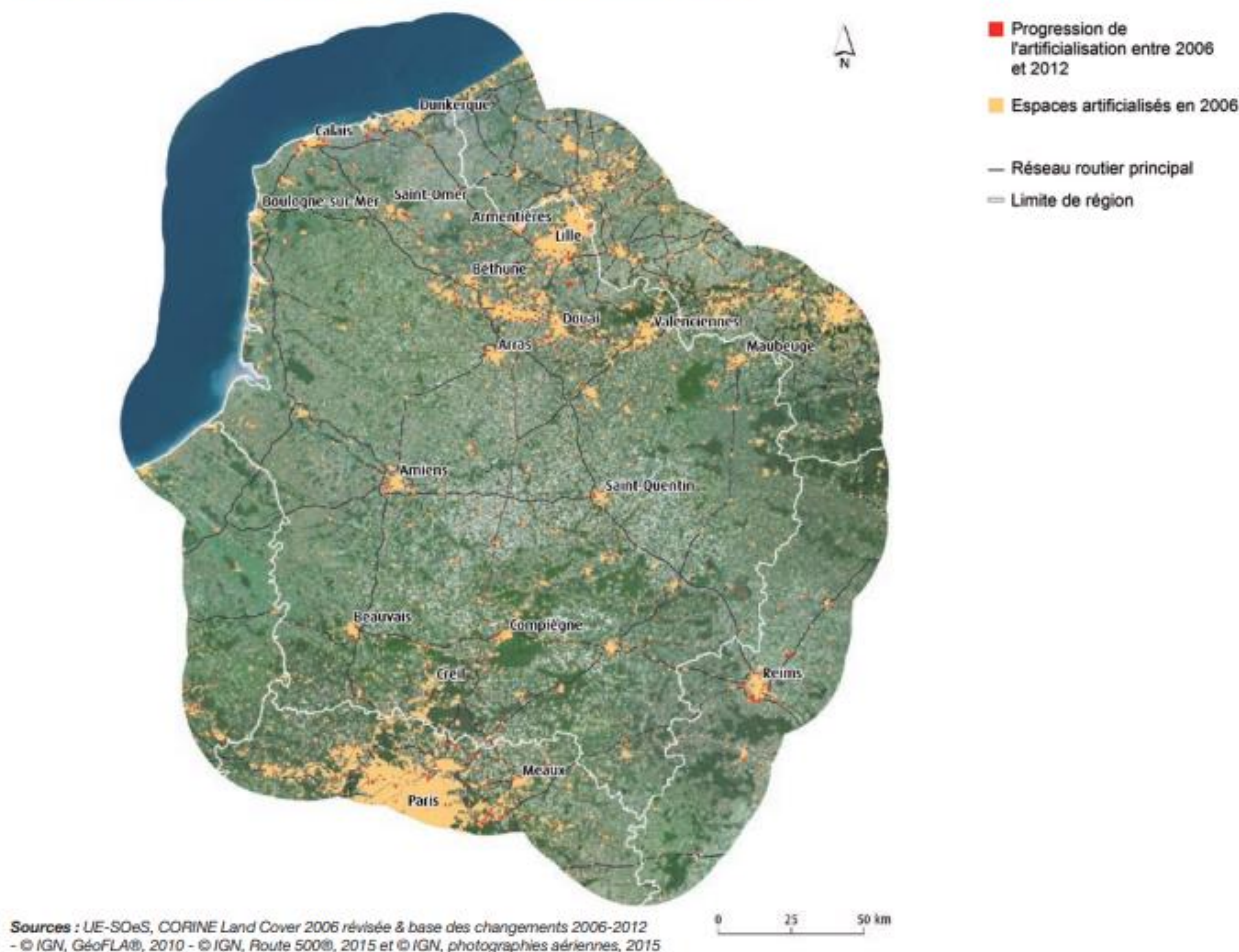 Progression de
l'artificialisation entre 2006
et 2012
Espaces artificialisés en 2006
Réseau routier principal
Limite de région
N
Dunkerque
Calais
Boulogne-sur-Mer
Saint-Omer
Armentières
Lille
Béthune
Douai
Valenciennes
Arras
Maubeuge
Amiens
Saint-Quentin
Beauvais
Compiègne
Creil
Reims
Meaux
Paris
0 25 50 km
Sources : UE-SOeS, CORINE Land Cover 2006 révisée & base des changements 2006-2012
- © IGN, GéoFLA®, 2010 - © IGN, Route 500®, 2015 et © IGN, photographies aériennes, 2015